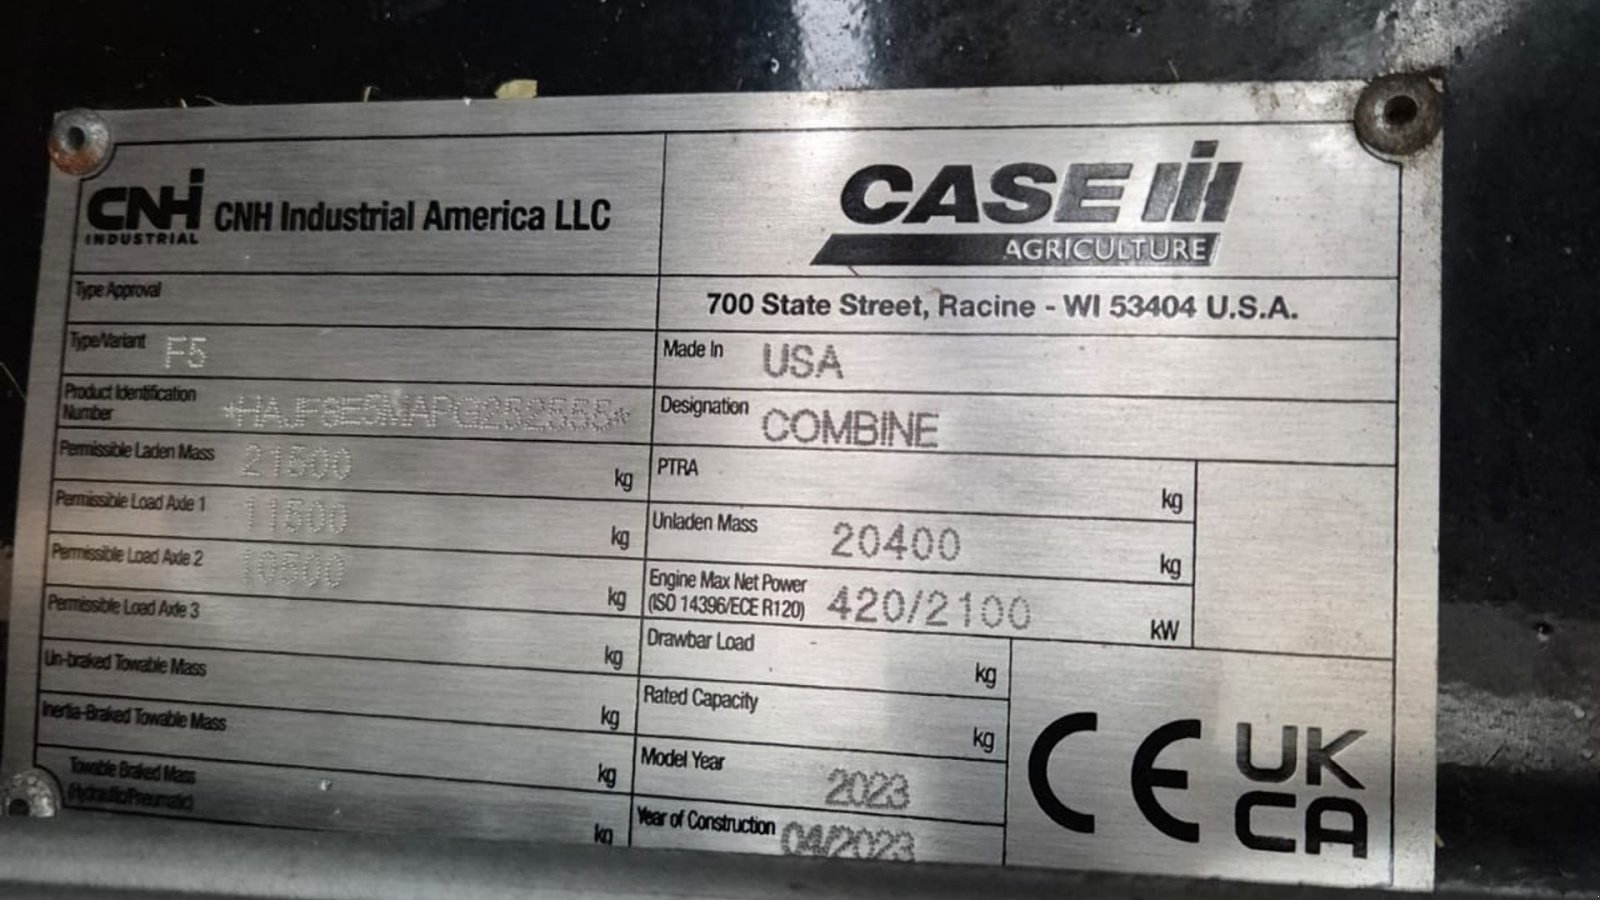 CNH INDUSTRIAL CNH Industrial America LLC
CASE IH
AGRICULTURE
Type Approval
700 State Street, Racine - WI 53404 U.S.A.
Type/Variant F5
Made In USA
Product Identification
Number
Designation COMBINE
Permissible Laden Mass 21500 kg
PTRA kg
Permissible Load Axle 1 11500 kg
Unladen Mass 20400 kg
Permissible Load Axle 2 10500 kg
Engine Max Net Power
(ISO 14396/ECE R120) 420/2100 kW
Permissible Load Axle 3 kg
Drawbar Load kg
Un-braked Towable Mass kg
Rated Capacity kg
Inertia-Braked Towable Mass kg
Model Year 2023
Towable Braked Mass
(Hydraulic/Pneumatic) kg
Year of Construction 04/2023
CE UK
CA